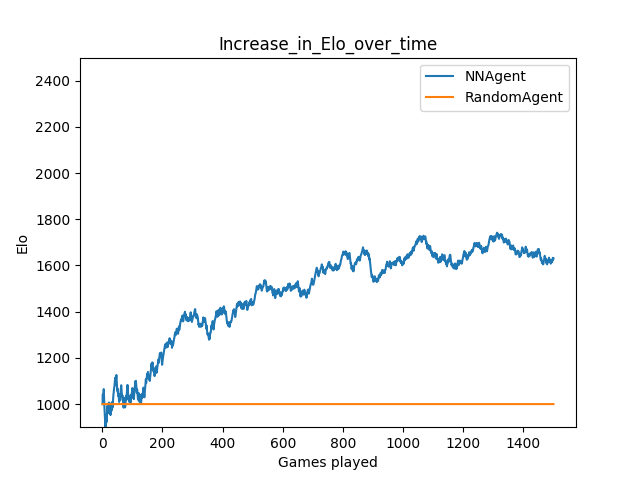 Increase_in_Elo_over_time
NNAgent
RandomAgent
2400
2200
2000
1800
1600
1400
1200
1000
Elo
0 200 400 600 800 1000 1200 1400
Games played